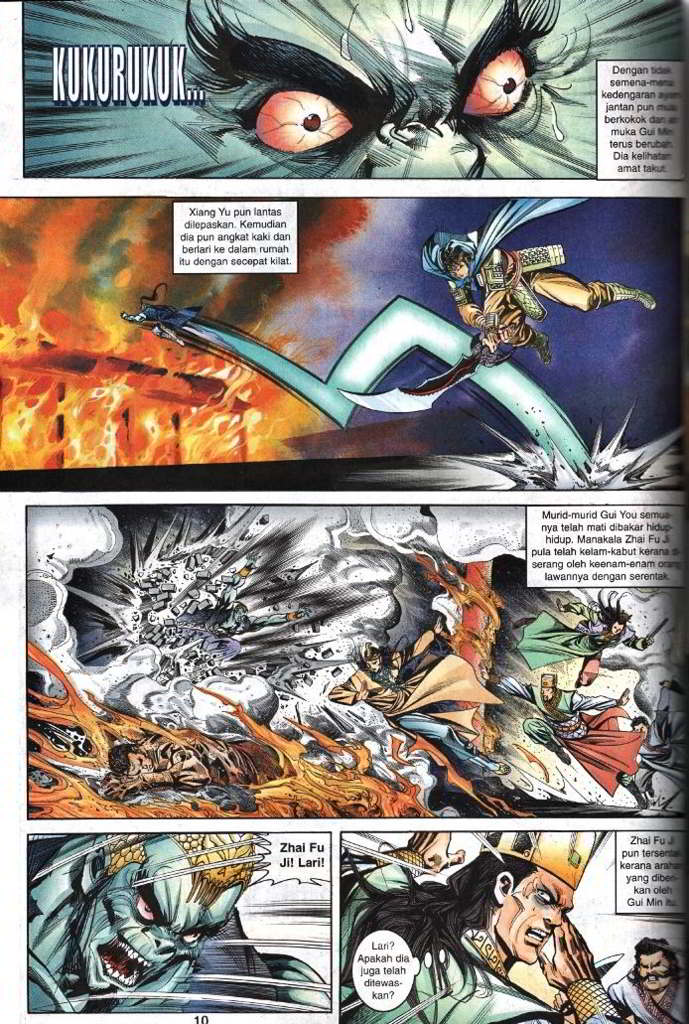 KUKURUKUK...
Dengan tidak
semena-mena
kedengaran ayam
jantan pun mula
berkokok dan air
muka Gui Min
terus berubah.
Dia kelihatan
amat takut.
Xiang Yu pun lantas
dilepaskan. Kemudian
dia pun angkat kaki dan
berlari ke dalam rumah
itu dengan secepat kilat.
Murid-murid Gui You semua-
nya telah mati dibakar hidup-
hidup. Manakala Zhai Fu Ji
pula telah kelam-kabut kerana di-
serang oleh keenam-enam orang
lawannya dengan serentak.
Zhai Fu
Ji! Lari!
Zhai Fu Ji
pun tersentak
kerana arahan
yang diberi-
kan oleh
Gui Min itu.
Lari?
Apakah dia
juga telah
ditewas-
kan?
10